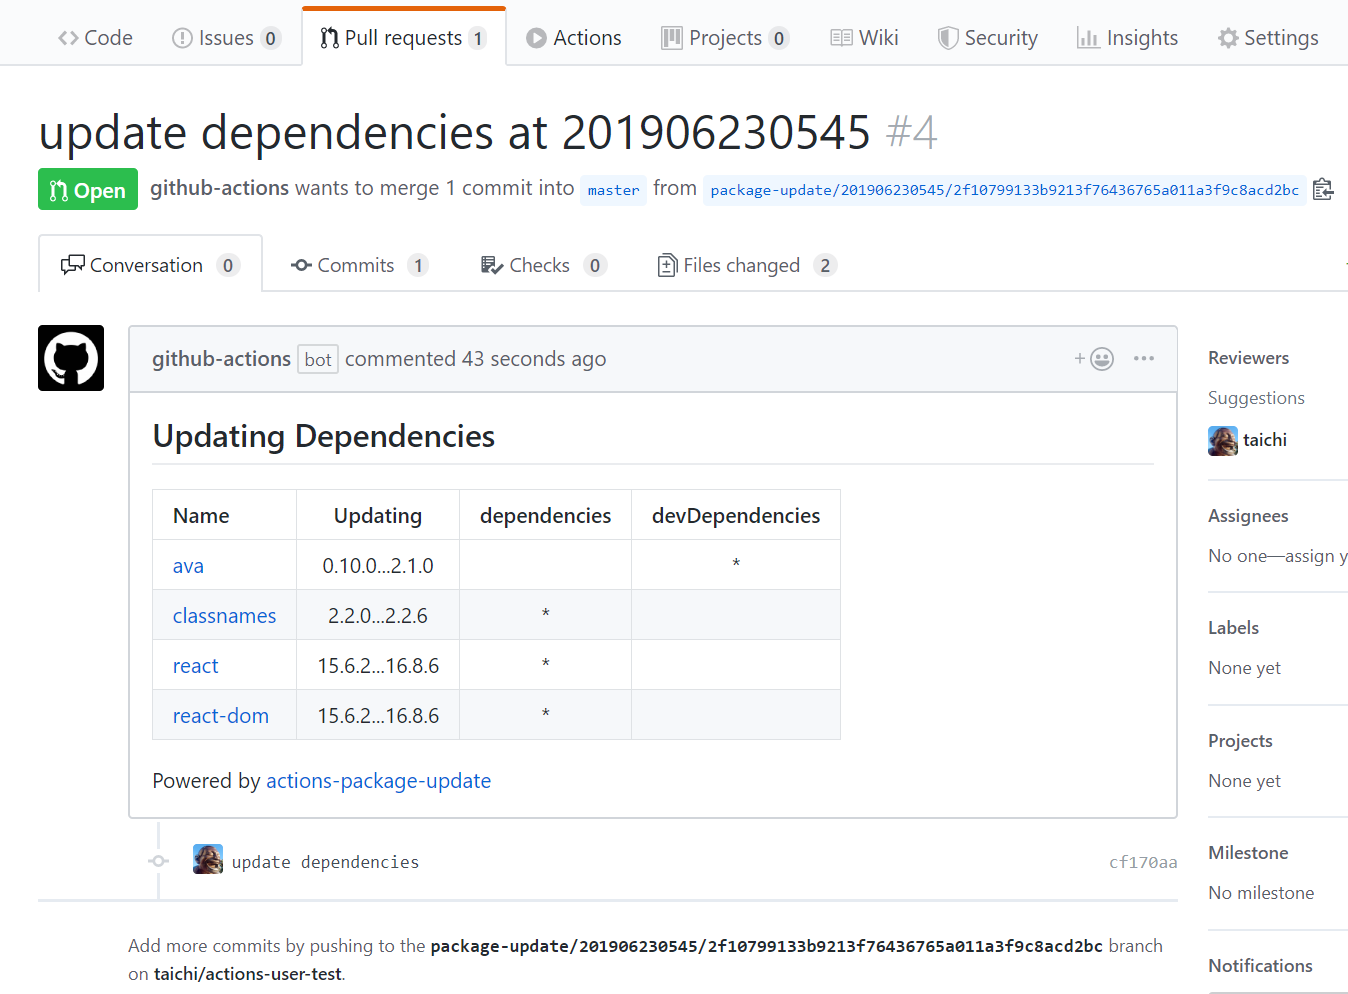 Code Issues 0 Pull requests 1 Actions Projects 0 Wiki Security Insights Settings
update dependencies at 201906230545 #4
Open github-actions wants to merge 1 commit into master from package-update/201906230545/2f10799133b9213f76436765a011a3f9c8acd2bc
Conversation 0 Commits 1 Checks 0 Files changed 2
github-actions bot commented 43 seconds ago
Updating Dependencies
Name Updating dependencies devDependencies
ava 0.10.0...2.1.0 *
classnames 2.2.0...2.2.6 *
react 15.6.2...16.8.6 *
react-dom 15.6.2...16.8.6 *
Powered by actions-package-update
update dependencies cf170aa
Add more commits by pushing to the package-update/201906230545/2f10799133b9213f76436765a011a3f9c8acd2bc branch
on taichi/actions-user-test.
Reviewers
Suggestions
taichi
Assignees
No one—assign y
Labels
None yet
Projects
None yet
Milestone
No milestone
Notifications